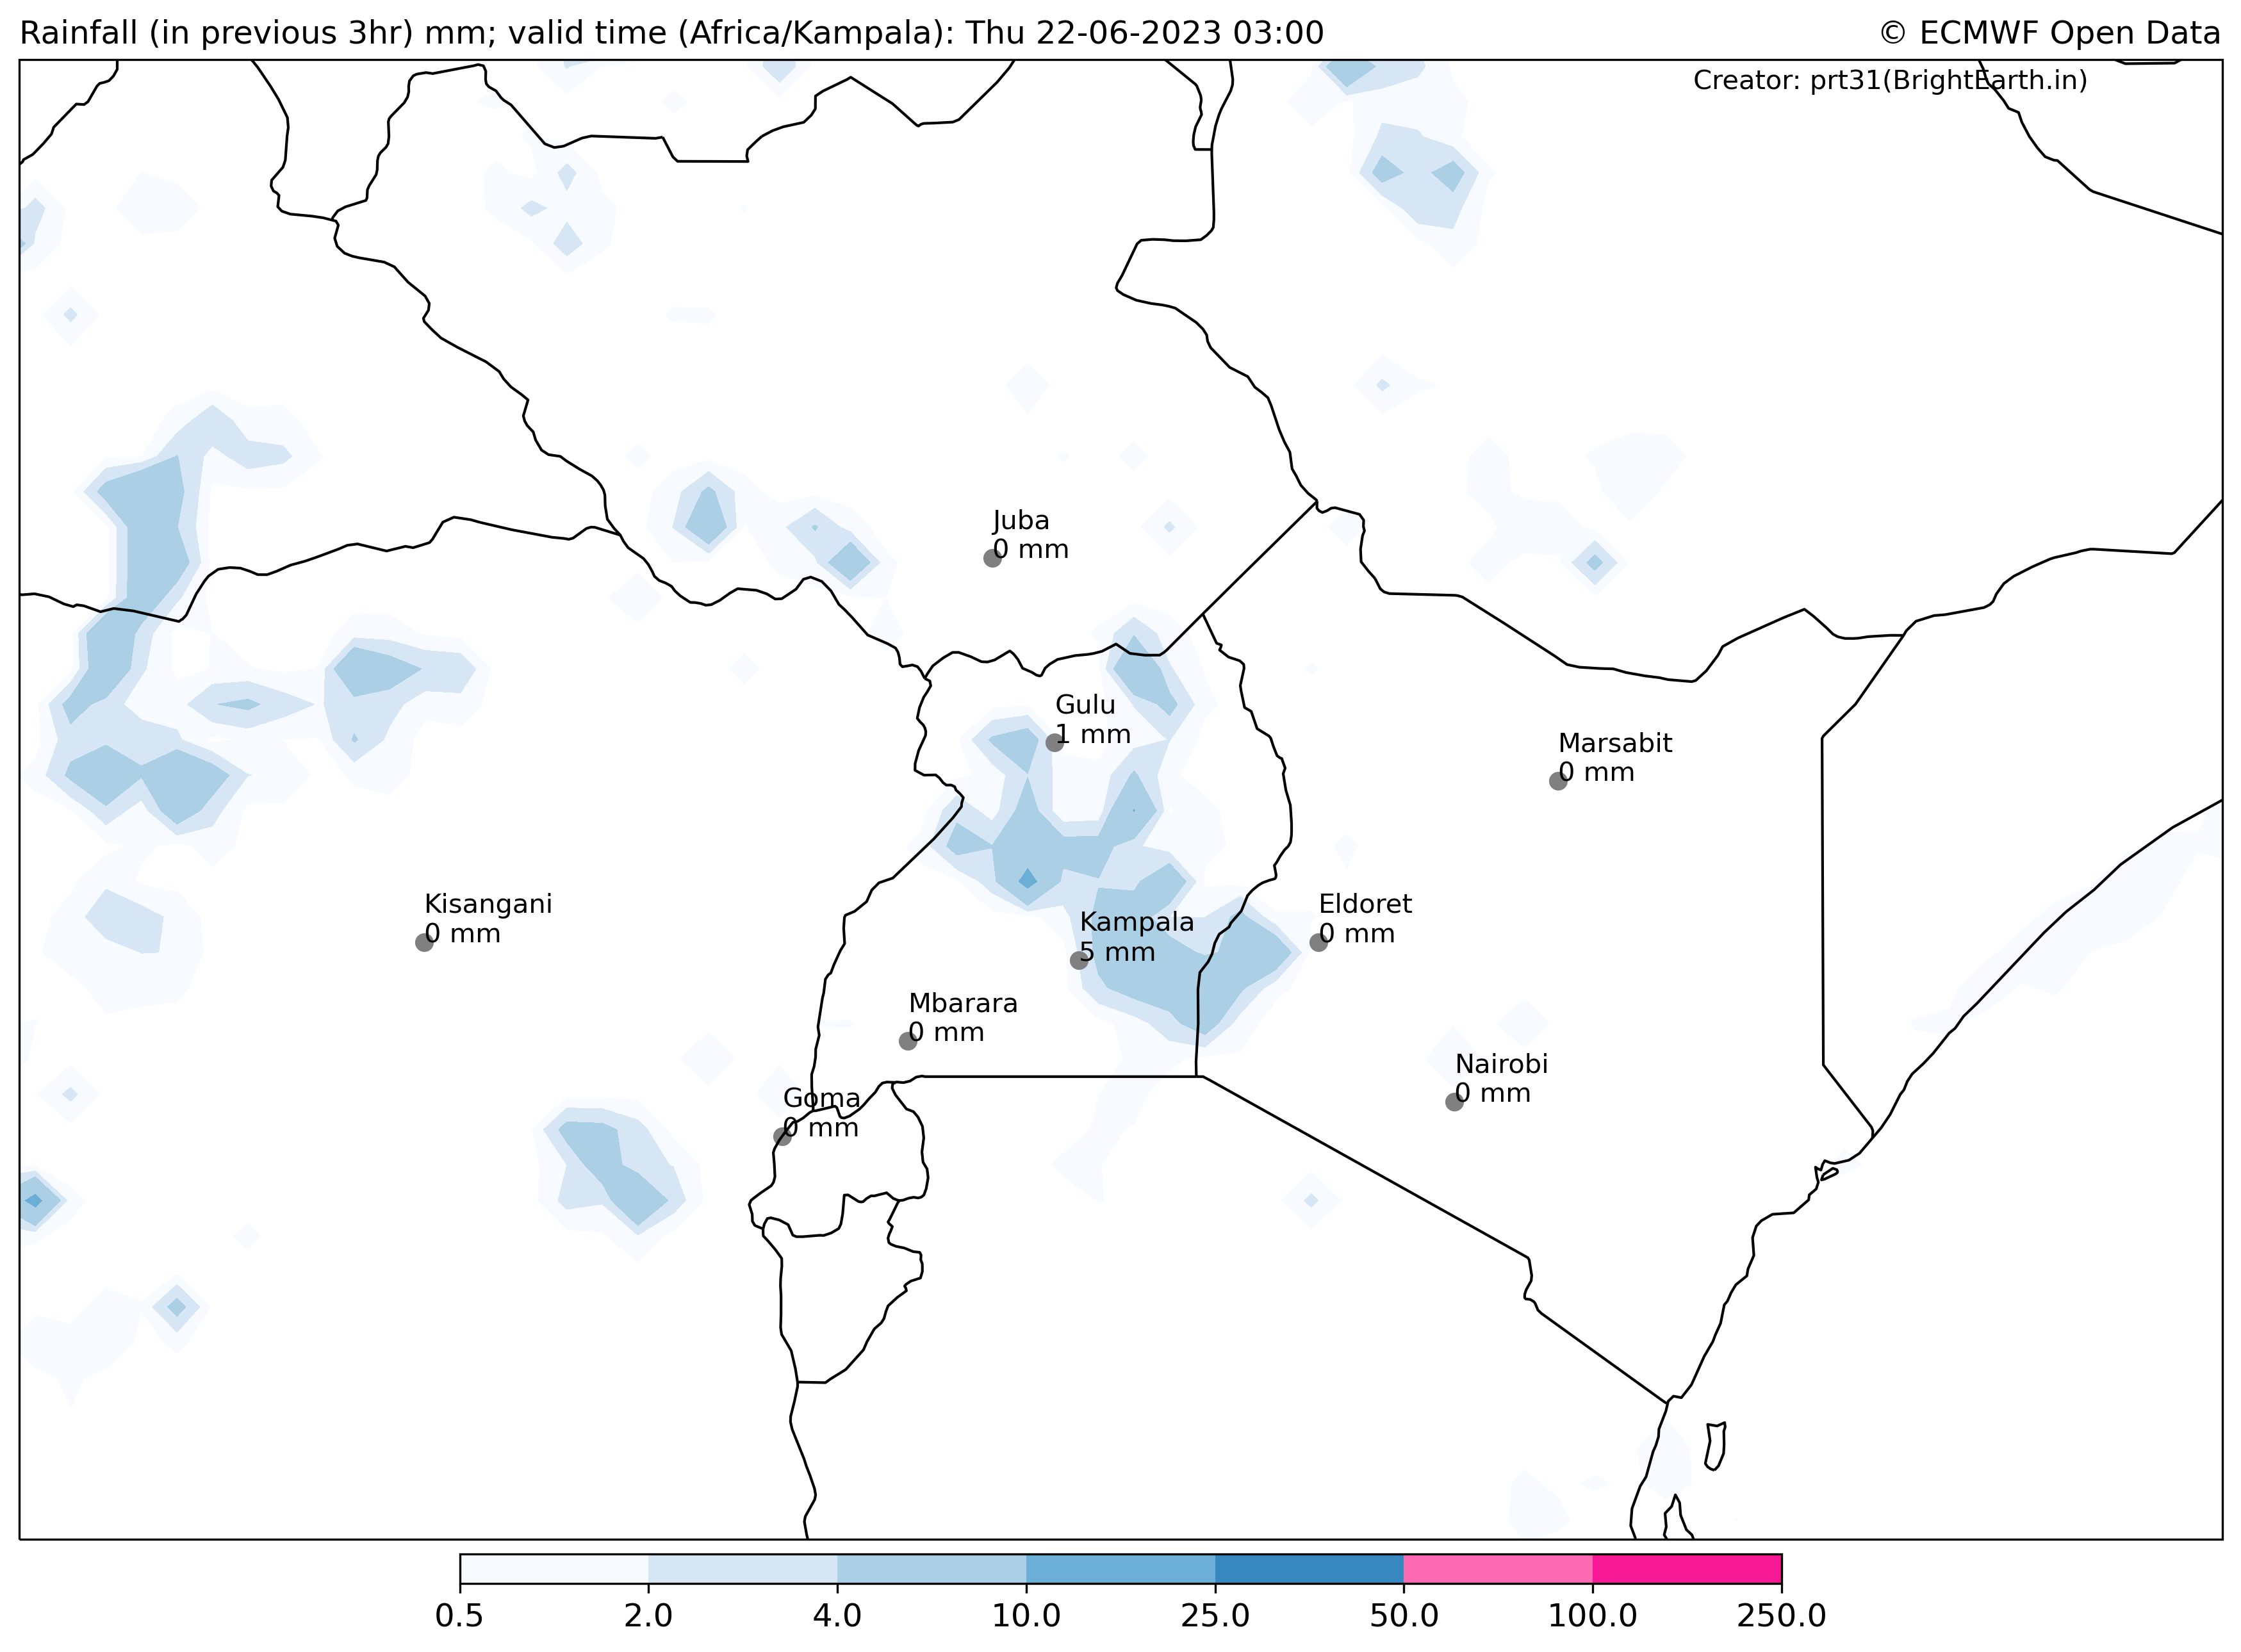 Rainfall (in previous 3hr) mm; valid time (Africa/Kampala): Thu 22-06-2023 03:00
© ECMWF Open Data
Creator: prt31(BrightEarth.in)
Juba
0 mm
Gulu
1 mm
Marsabit
0 mm
Kisangani
0 mm
Kampala
5 mm
Eldoret
0 mm
Mbarara
0 mm
Nairobi
0 mm
Goma
0 mm
0.5 2.0 4.0 10.0 25.0 50.0 100.0 250.0